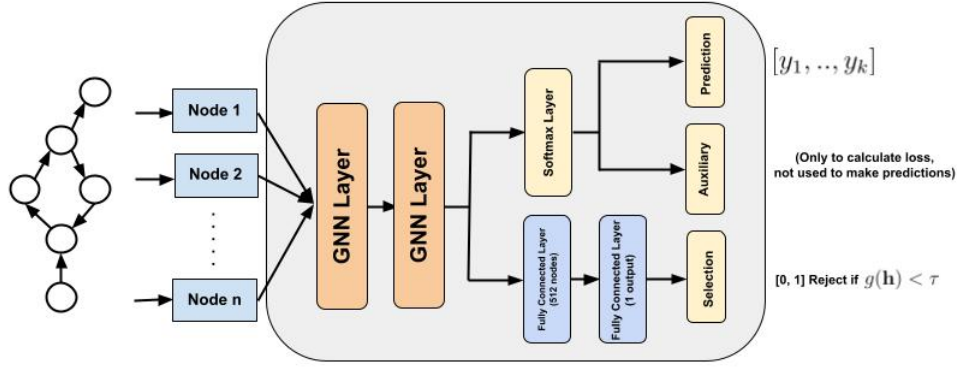 Node 1
Node 2
Node n
GNN Layer
GNN Layer
Softmax Layer
Prediction
Auxiliary
Fully Connected Layer
(512 nodes)
Fully Connected Layer
(1 output)
Selection
[y₁, .., yₖ]
(Only to calculate loss,
not used to make predictions)
[0, 1] Reject if g(h) < τ